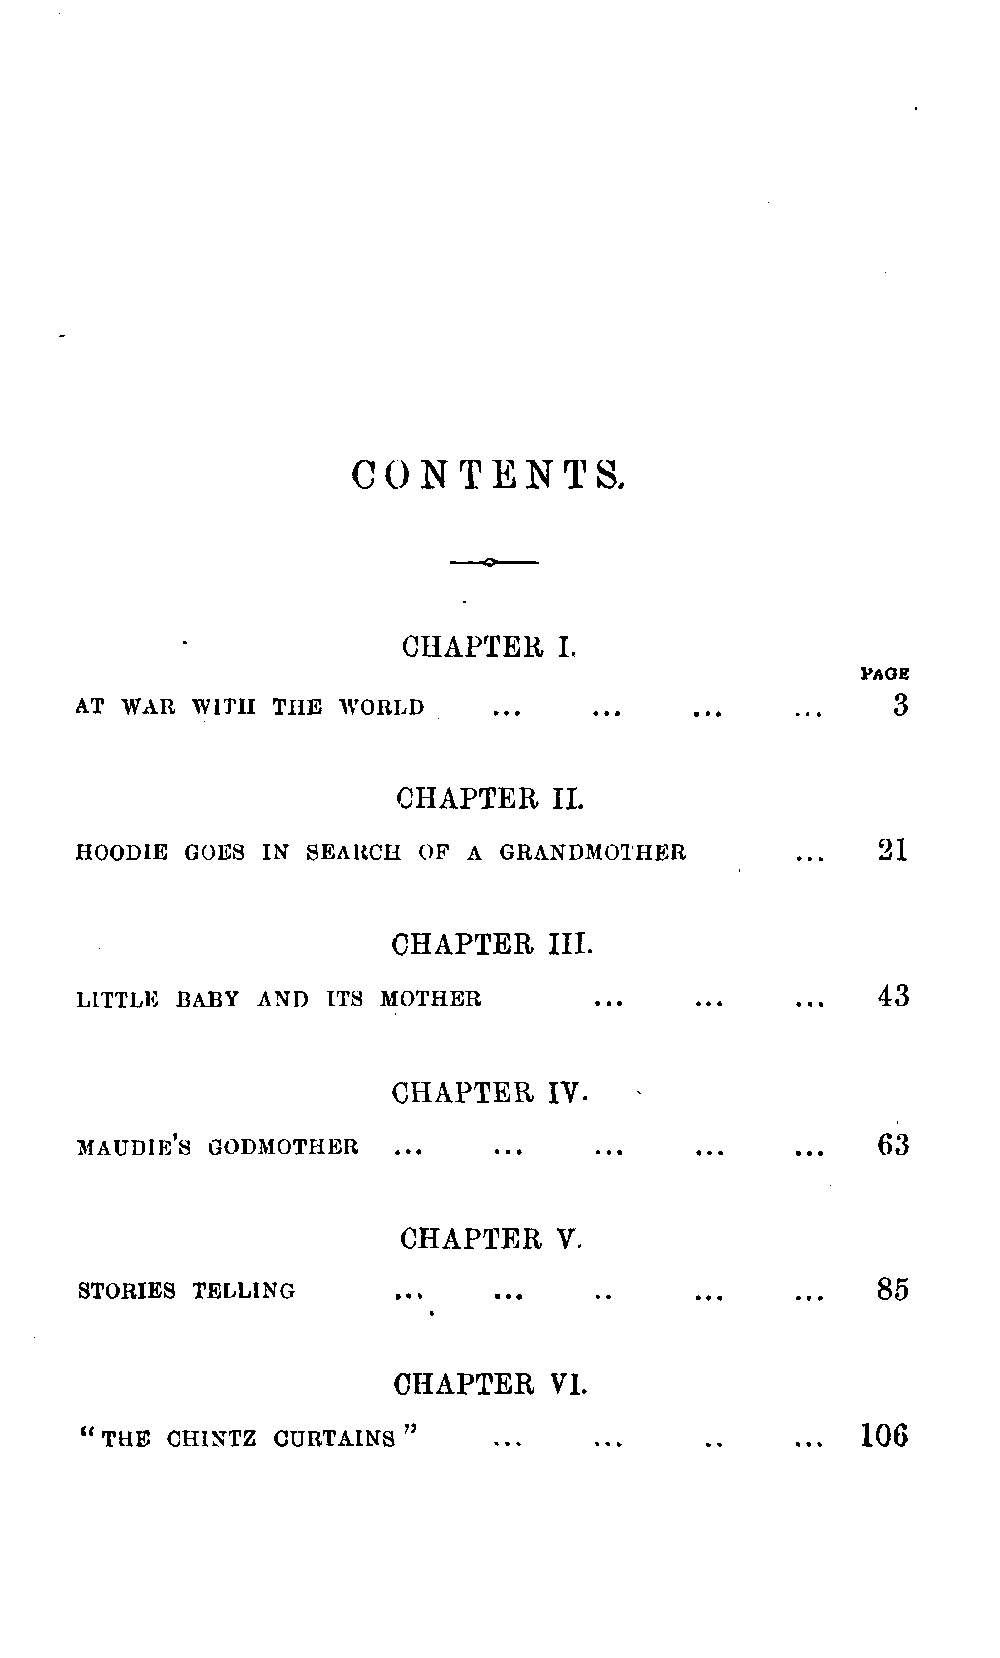 CONTENTS.
CHAPTER I.
PAGE
AT WAR WITH THE WORLD ... ... ... ... 3
CHAPTER II.
HOODIE GOES IN SEARCH OF A GRANDMOTHER ... 21
CHAPTER III.
LITTLE BABY AND ITS MOTHER ... ... ... 43
CHAPTER IV.
MAUDIE'S GODMOTHER ... ... ... ... ... 63
CHAPTER V.
STORIES TELLING ... ... .. ... ... 85
CHAPTER VI.
"THE CHINTZ CURTAINS" ... ... .. ... 106